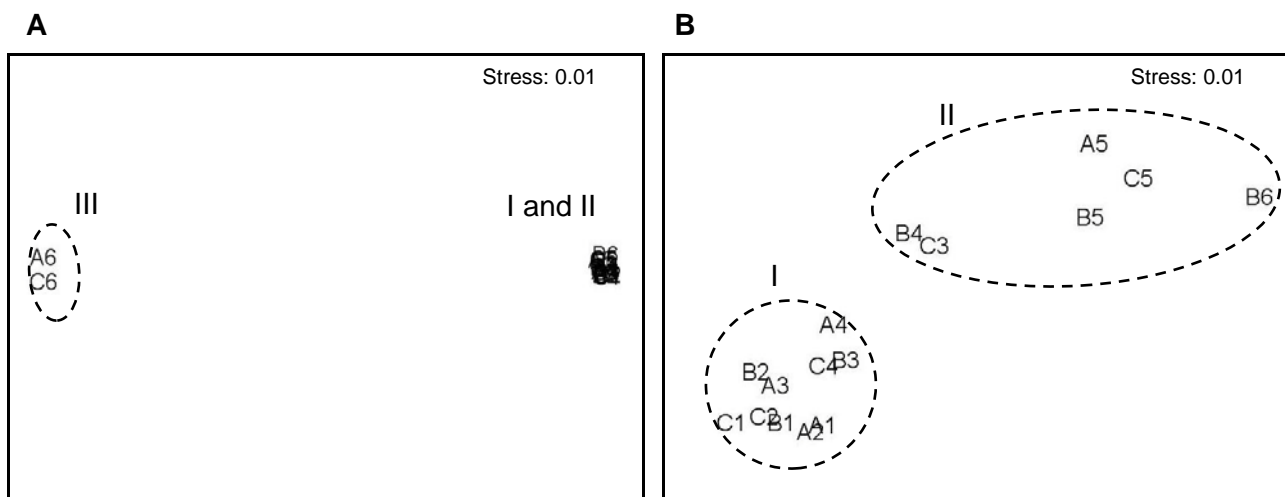 A
Stress: 0.01
III
I and II
A6
C6
B
Stress: 0.01
II
A5
C5
B6
B5
B4
C3
I
A4
C4
B3
B2
A3
C1
C2
B1
A2
A1